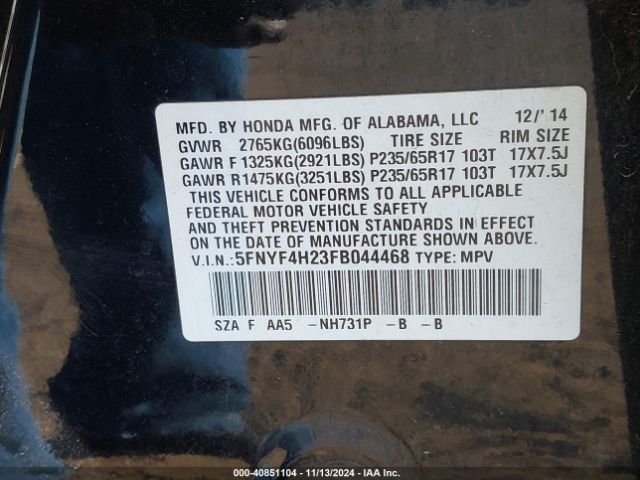 MFD. BY HONDA MFG. OF ALABAMA, LLC 12/'14
GVWR 2765KG(6096LBS) TIRE SIZE RIM SIZE
GAWR F 1325KG(2921LBS) P235/65R17 103T 17X7.5J
GAWR R1475KG(3251LBS) P235/65R17 103T 17X7.5J
THIS VEHICLE CONFORMS TO ALL APPLICABLE
FEDERAL MOTOR VEHICLE SAFETY
AND THEFT PREVENTION STANDARDS IN EFFECT
ON THE DATE OF MANUFACTURE SHOWN ABOVE.
V.I.N.:5FNYF4H23FB044468 TYPE: MPV
SZA F AA5 -NH731P -B -B
000-40851104 - 11/13/2024 - IAA Inc.